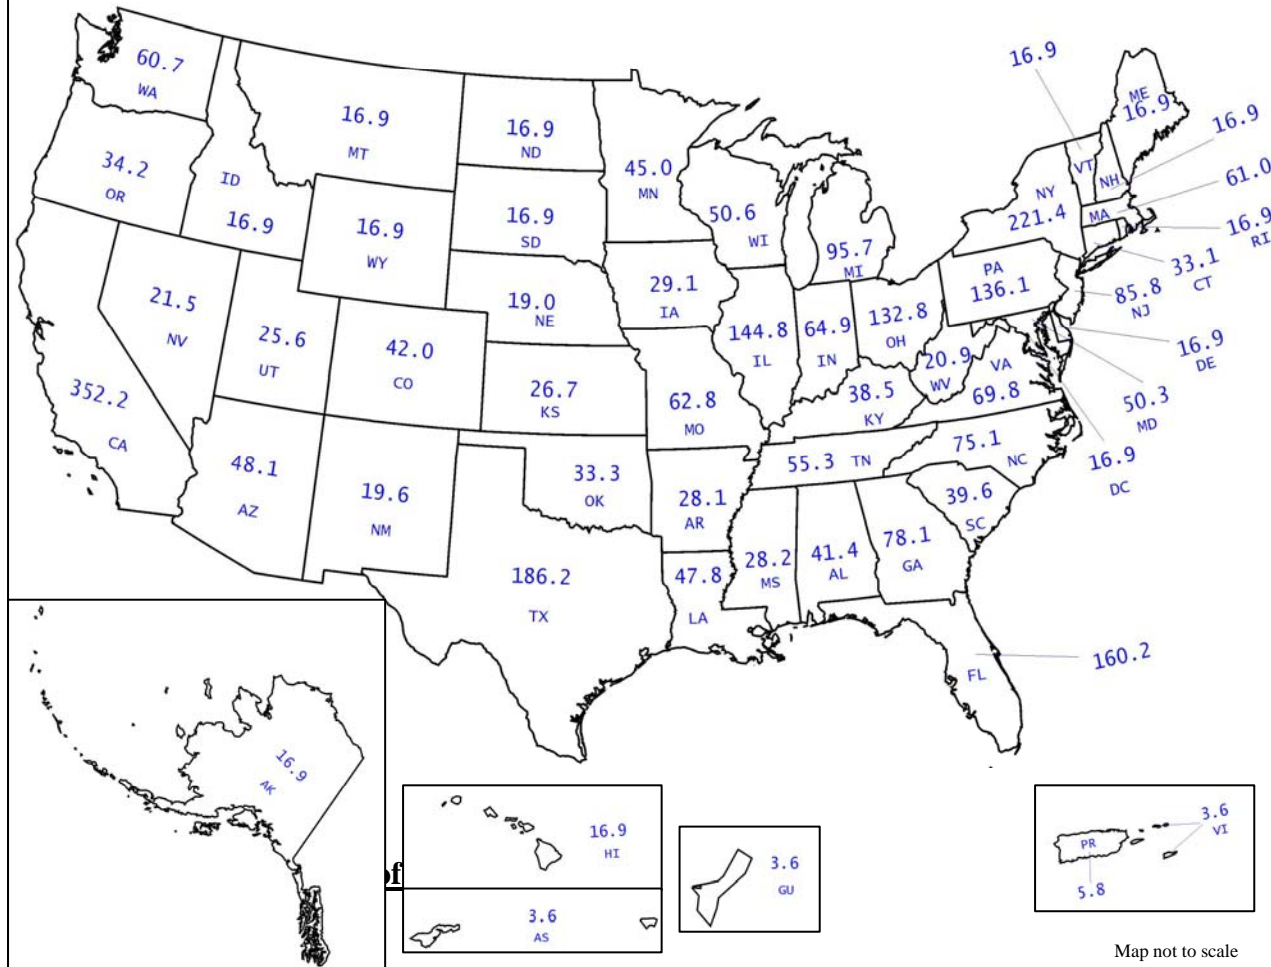 16.9
60.7
WA
ME
16.9
16.9
16.9
MT
16.9
ND
34.2
OR
ID
16.9
45.0
MN
VT
NH
61.0
NY
221.4
MA
16.9
RI
16.9
WY
16.9
SD
50.6
WI
95.7
MI
33.1
CT
PA
136.1
85.8
NJ
21.5
NV
25.6
UT
19.0
NE
29.1
IA
144.8
IL
64.9
IN
132.8
OH
16.9
DE
42.0
CO
20.9
WV
VA
69.8
352.2
CA
26.7
KS
62.8
MO
38.5
KY
50.3
MD
48.1
AZ
19.6
NM
33.3
OK
28.1
AR
55.3 TN
75.1
NC
16.9
DC
39.6
SC
186.2
TX
47.8
LA
28.2
MS
41.4
AL
78.1
GA
160.2
FL
16.9
AK
16.9
HI
of
3.6
AS
3.6
GU
3.6
VI
PR
5.8
Map not to scale